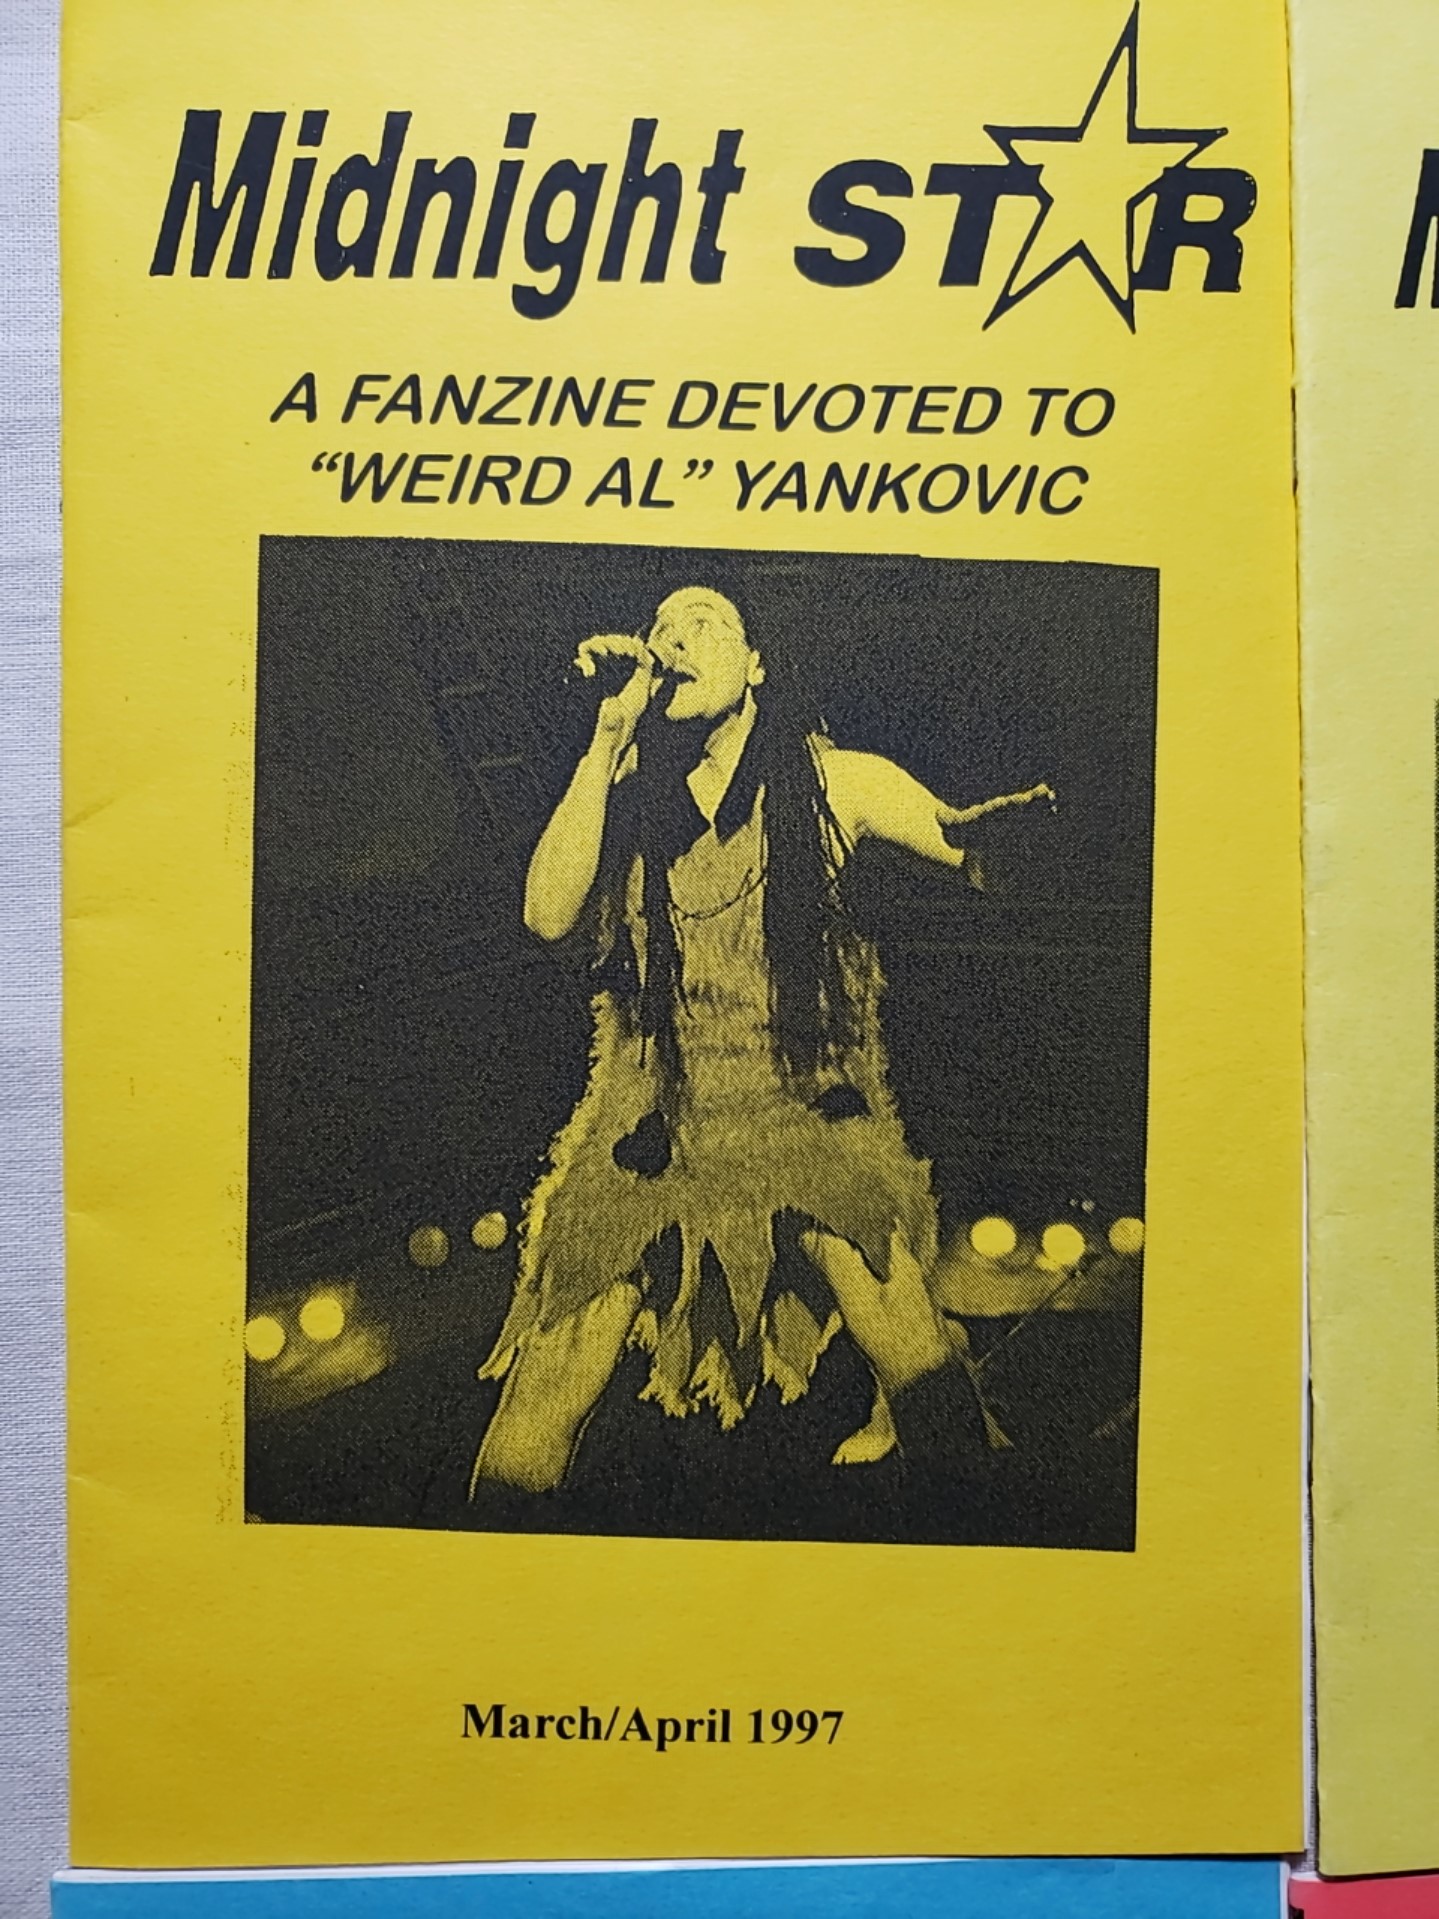 Midnight STAR
A FANZINE DEVOTED TO
“WEIRD AL” YANKOVIC
March/April 1997